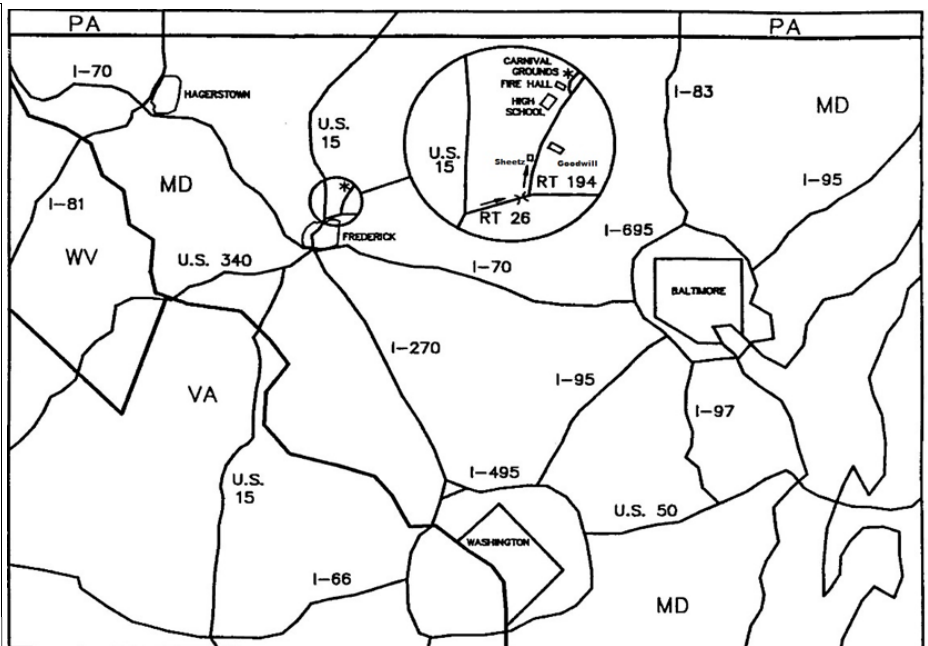 PA
PA
I-70
HAGERSTOWN
U.S.
15
CARNIVAL
GROUNDS
FIRE HALL
HIGH
SCHOOL
U.S.
15
Sheetz
Goodwill
RT 194
RT 26
I-83
MD
I-95
MD
I-81
WV
U.S. 340
FREDERICK
I-695
I-70
BALTIMORE
VA
I-270
I-95
I-97
U.S.
15
I-495
U.S. 50
WASHINGTON
I-66
MD